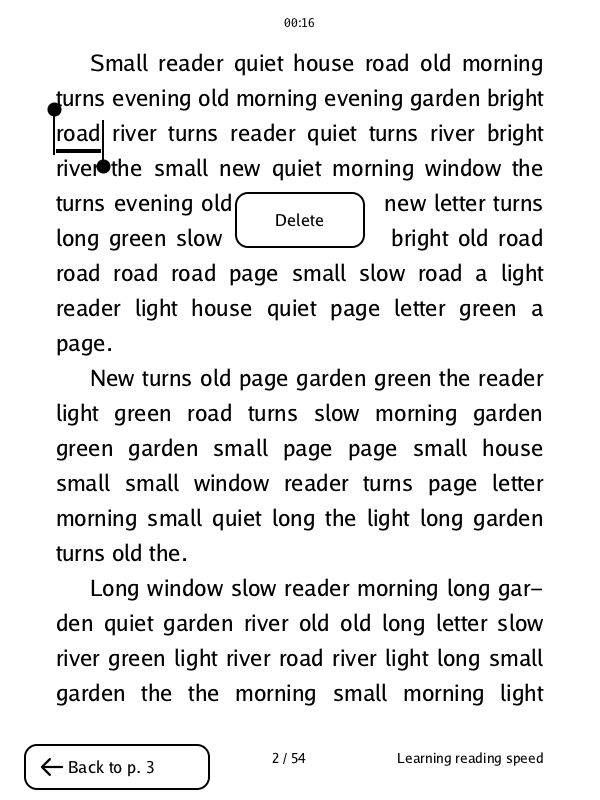 00:16
Small reader quiet house road old morning
turns evening old morning evening garden bright
road river turns reader quiet turns river bright
river the small new quiet morning window the
turns evening old new letter turns
Delete
long green slow bright old road
road road road page small slow road a light
reader light house quiet page letter green a
page.
New turns old page garden green the reader
light green road turns slow morning garden
green garden small page page small house
small small window reader turns page letter
morning small quiet long the light long garden
turns old the.
Long window slow reader morning long gar–
den quiet garden river old old long letter slow
river green light river road river light long small
garden the the morning small morning light
Back to p. 3
2 / 54
Learning reading speed